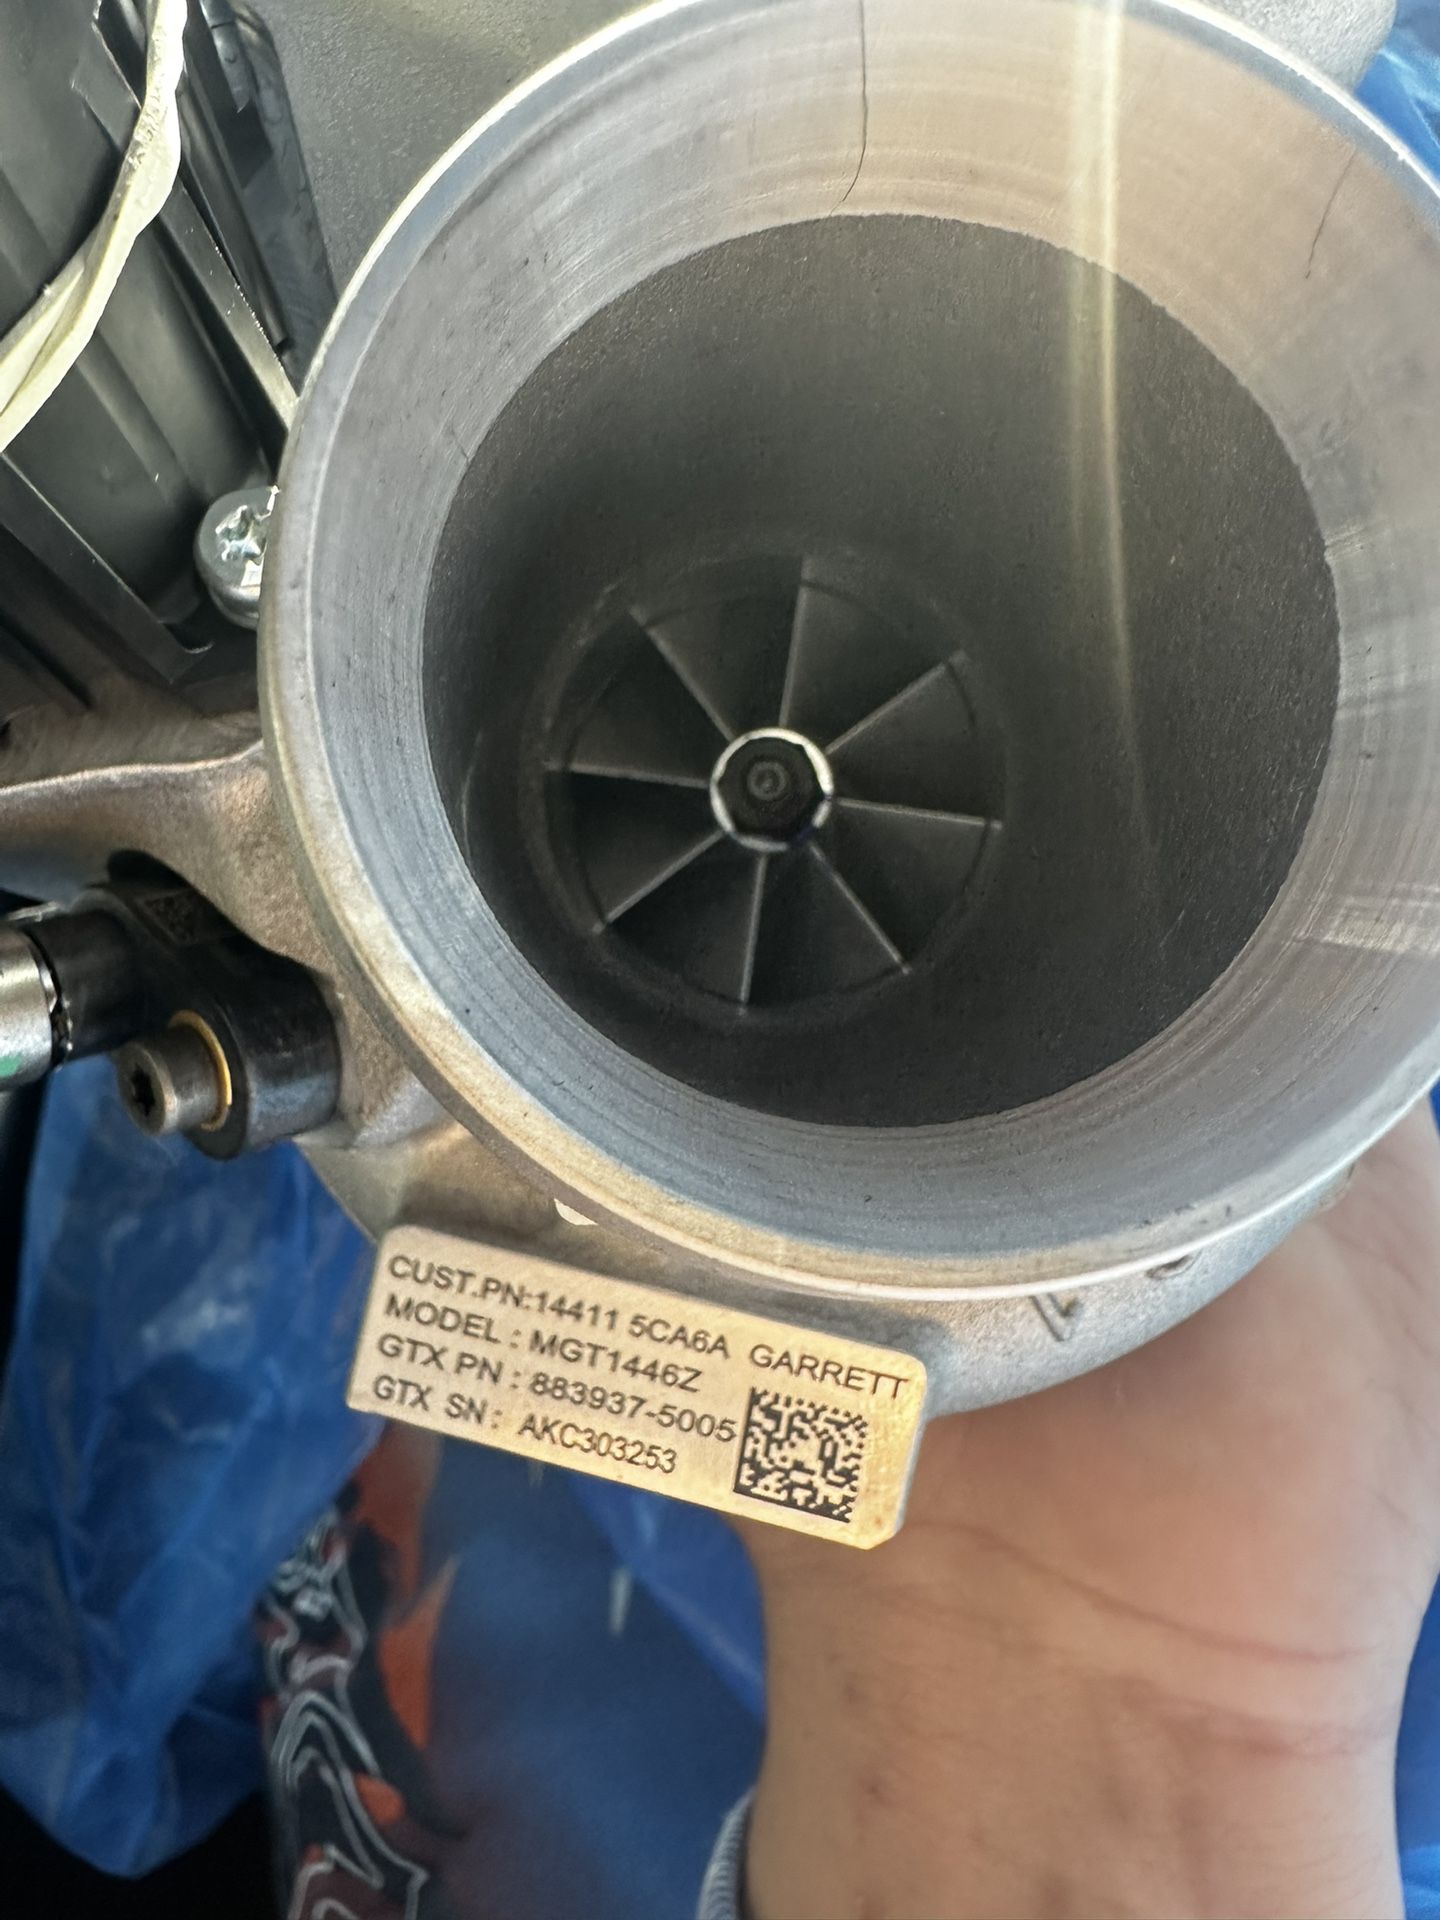 CUST.PN:14411 5CA6A GARRETT
MODEL : MGT1446Z
GTX PN : 883937-5005
GTX SN: AKC303253